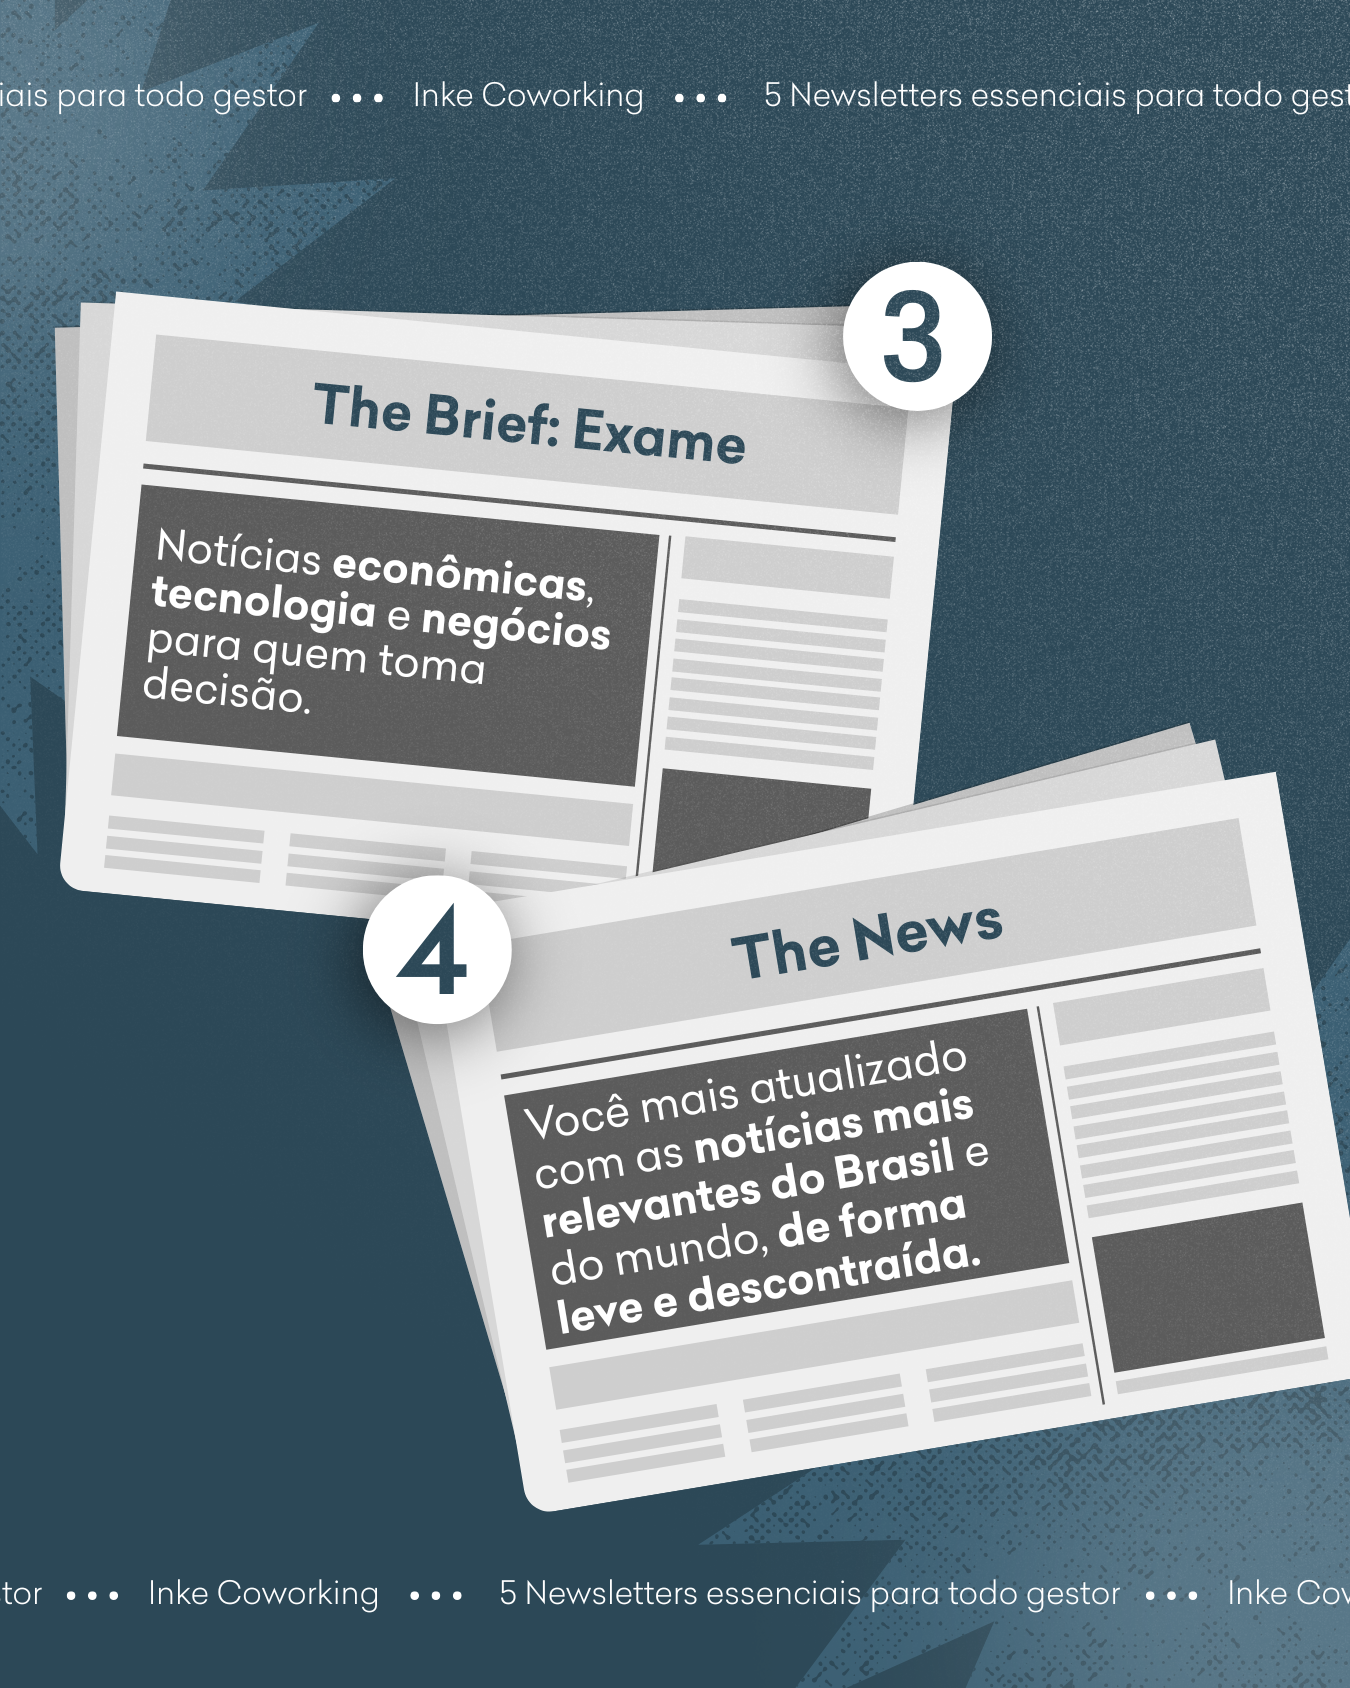 iais para todo gestor ••• Inke Coworking ••• 5 Newsletters essenciais para todo gest
3
The Brief: Exame
Notícias econômicas,
tecnologia e negócios
para quem toma
decisão.
4
The News
Você mais atualizado
com as notícias mais
relevantes do Brasil e
do mundo, de forma
leve e descontraída.
tor ••• Inke Coworking ••• 5 Newsletters essenciais para todo gestor ••• Inke Cov